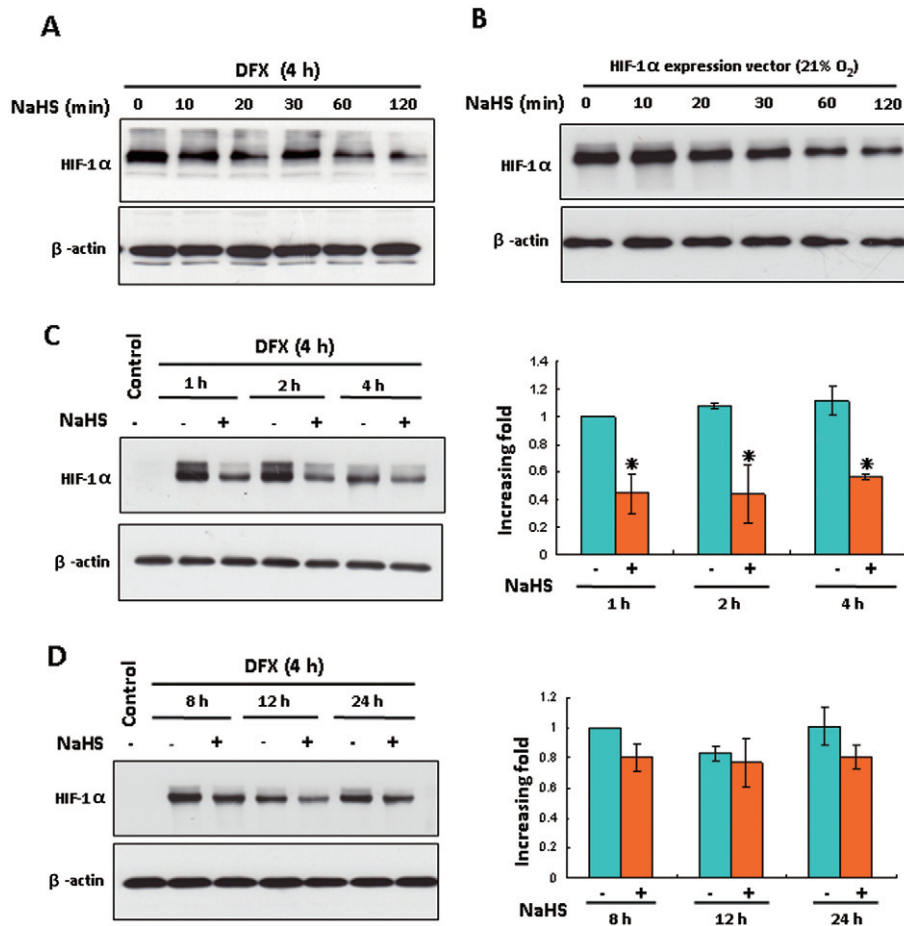 A
DFX (4 h)
NaHS (min) 0 10 20 30 60 120
HIF-1α
β -actin
B
HIF-1α expression vector (21% O₂)
0 10 20 30 60 120
HIF-1α
β -actin
C
Control
DFX (4 h)
1 h 2 h 4 h
NaHS - - + - + - +
HIF-1α
β -actin
Increasing fold
1.4
1.2
1
0.8
0.6
0.4
0.2
0
* * *
NaHS - + - + - +
1 h 2 h 4 h
D
Control
DFX (4 h)
8 h 12 h 24 h
NaHS - - + - + - +
HIF-1α
β -actin
Increasing fold
1.2
1
0.8
0.6
0.4
0.2
0
NaHS - + - + - +
8 h 12 h 24 h